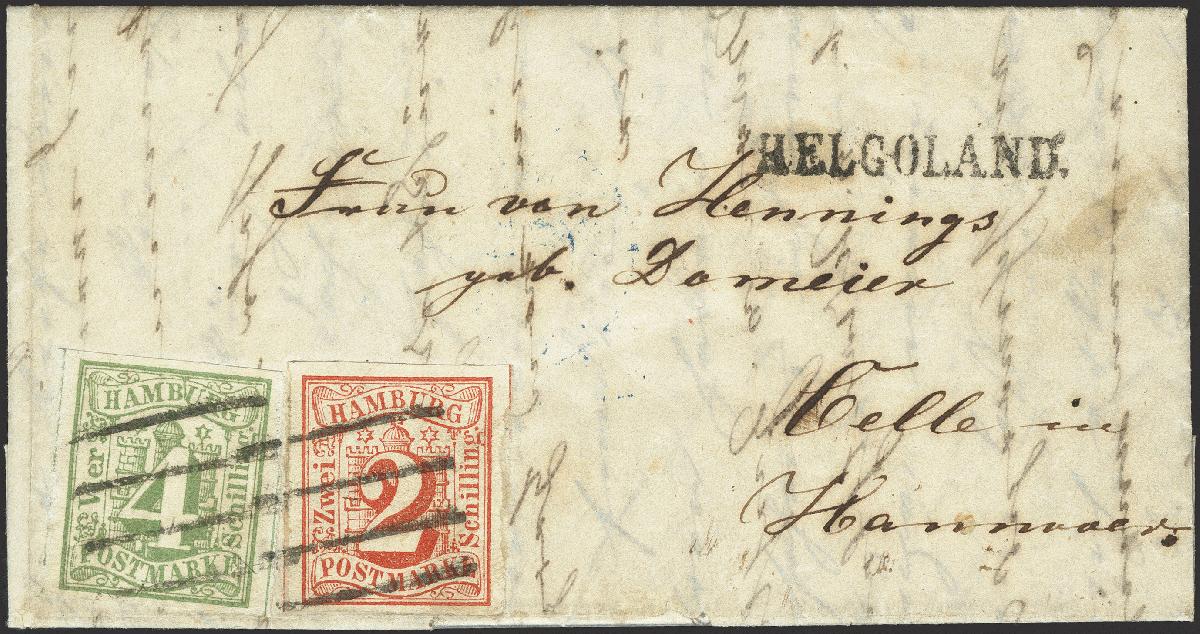 HELGOLAND.
Frau von Hennings
geb. Domeier
Celle in
Hannover.
HAMBURG
Vier
4
Schilling
POSTMARKE
HAMBURG
Zwei
2
Schilling
POSTMARKE